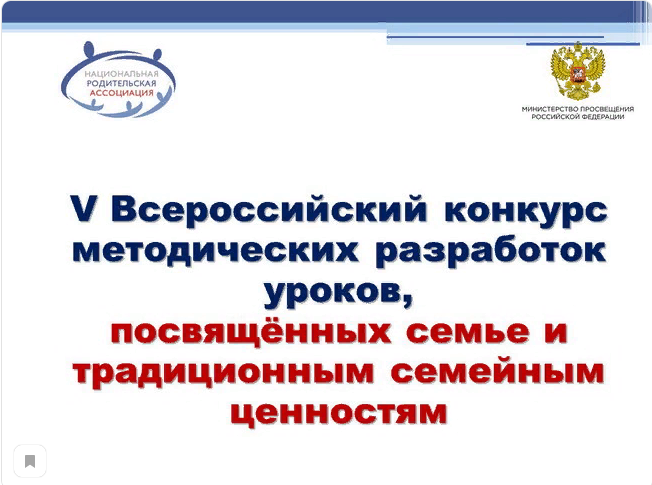 НАЦИОНАЛЬНАЯ
РОДИТЕЛЬСКАЯ
АССОЦИАЦИЯ
МИНИСТЕРСТВО ПРОСВЕЩЕНИЯ
РОССИЙСКОЙ ФЕДЕРАЦИИ
V Всероссийский конкурс
методических разработок
уроков,
посвящённых семье и
традиционным семейным
ценностям